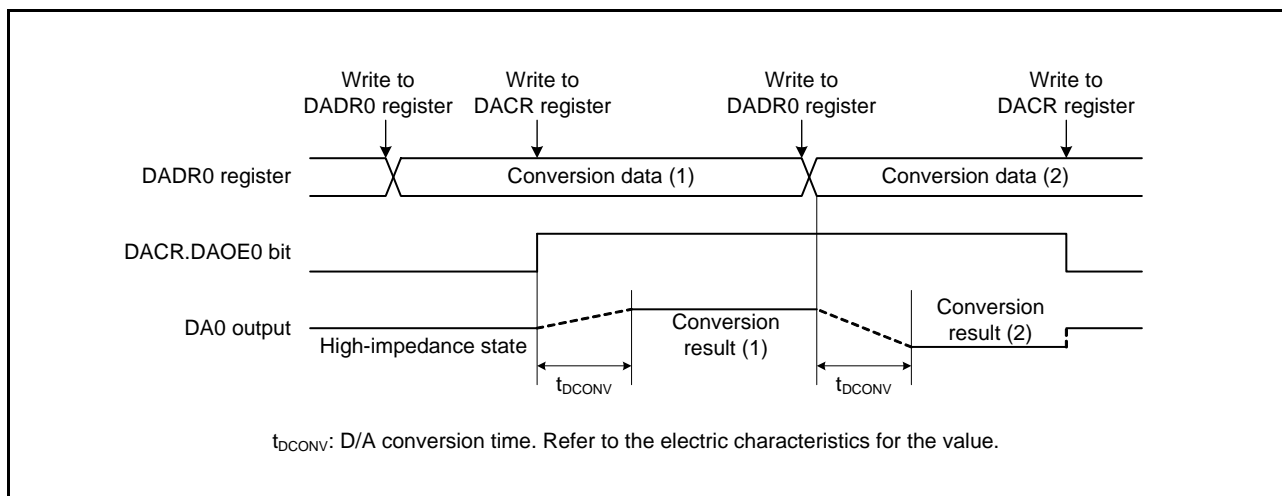 Write to
DADR0 register
Write to
DACR register
Write to
DADR0 register
Write to
DACR register
DADR0 register
Conversion data (1)
Conversion data (2)
DACR.DAOE0 bit
DA0 output
High-impedance state
Conversion
result (1)
Conversion
result (2)
tDCONV
tDCONV
tDCONV: D/A conversion time. Refer to the electric characteristics for the value.